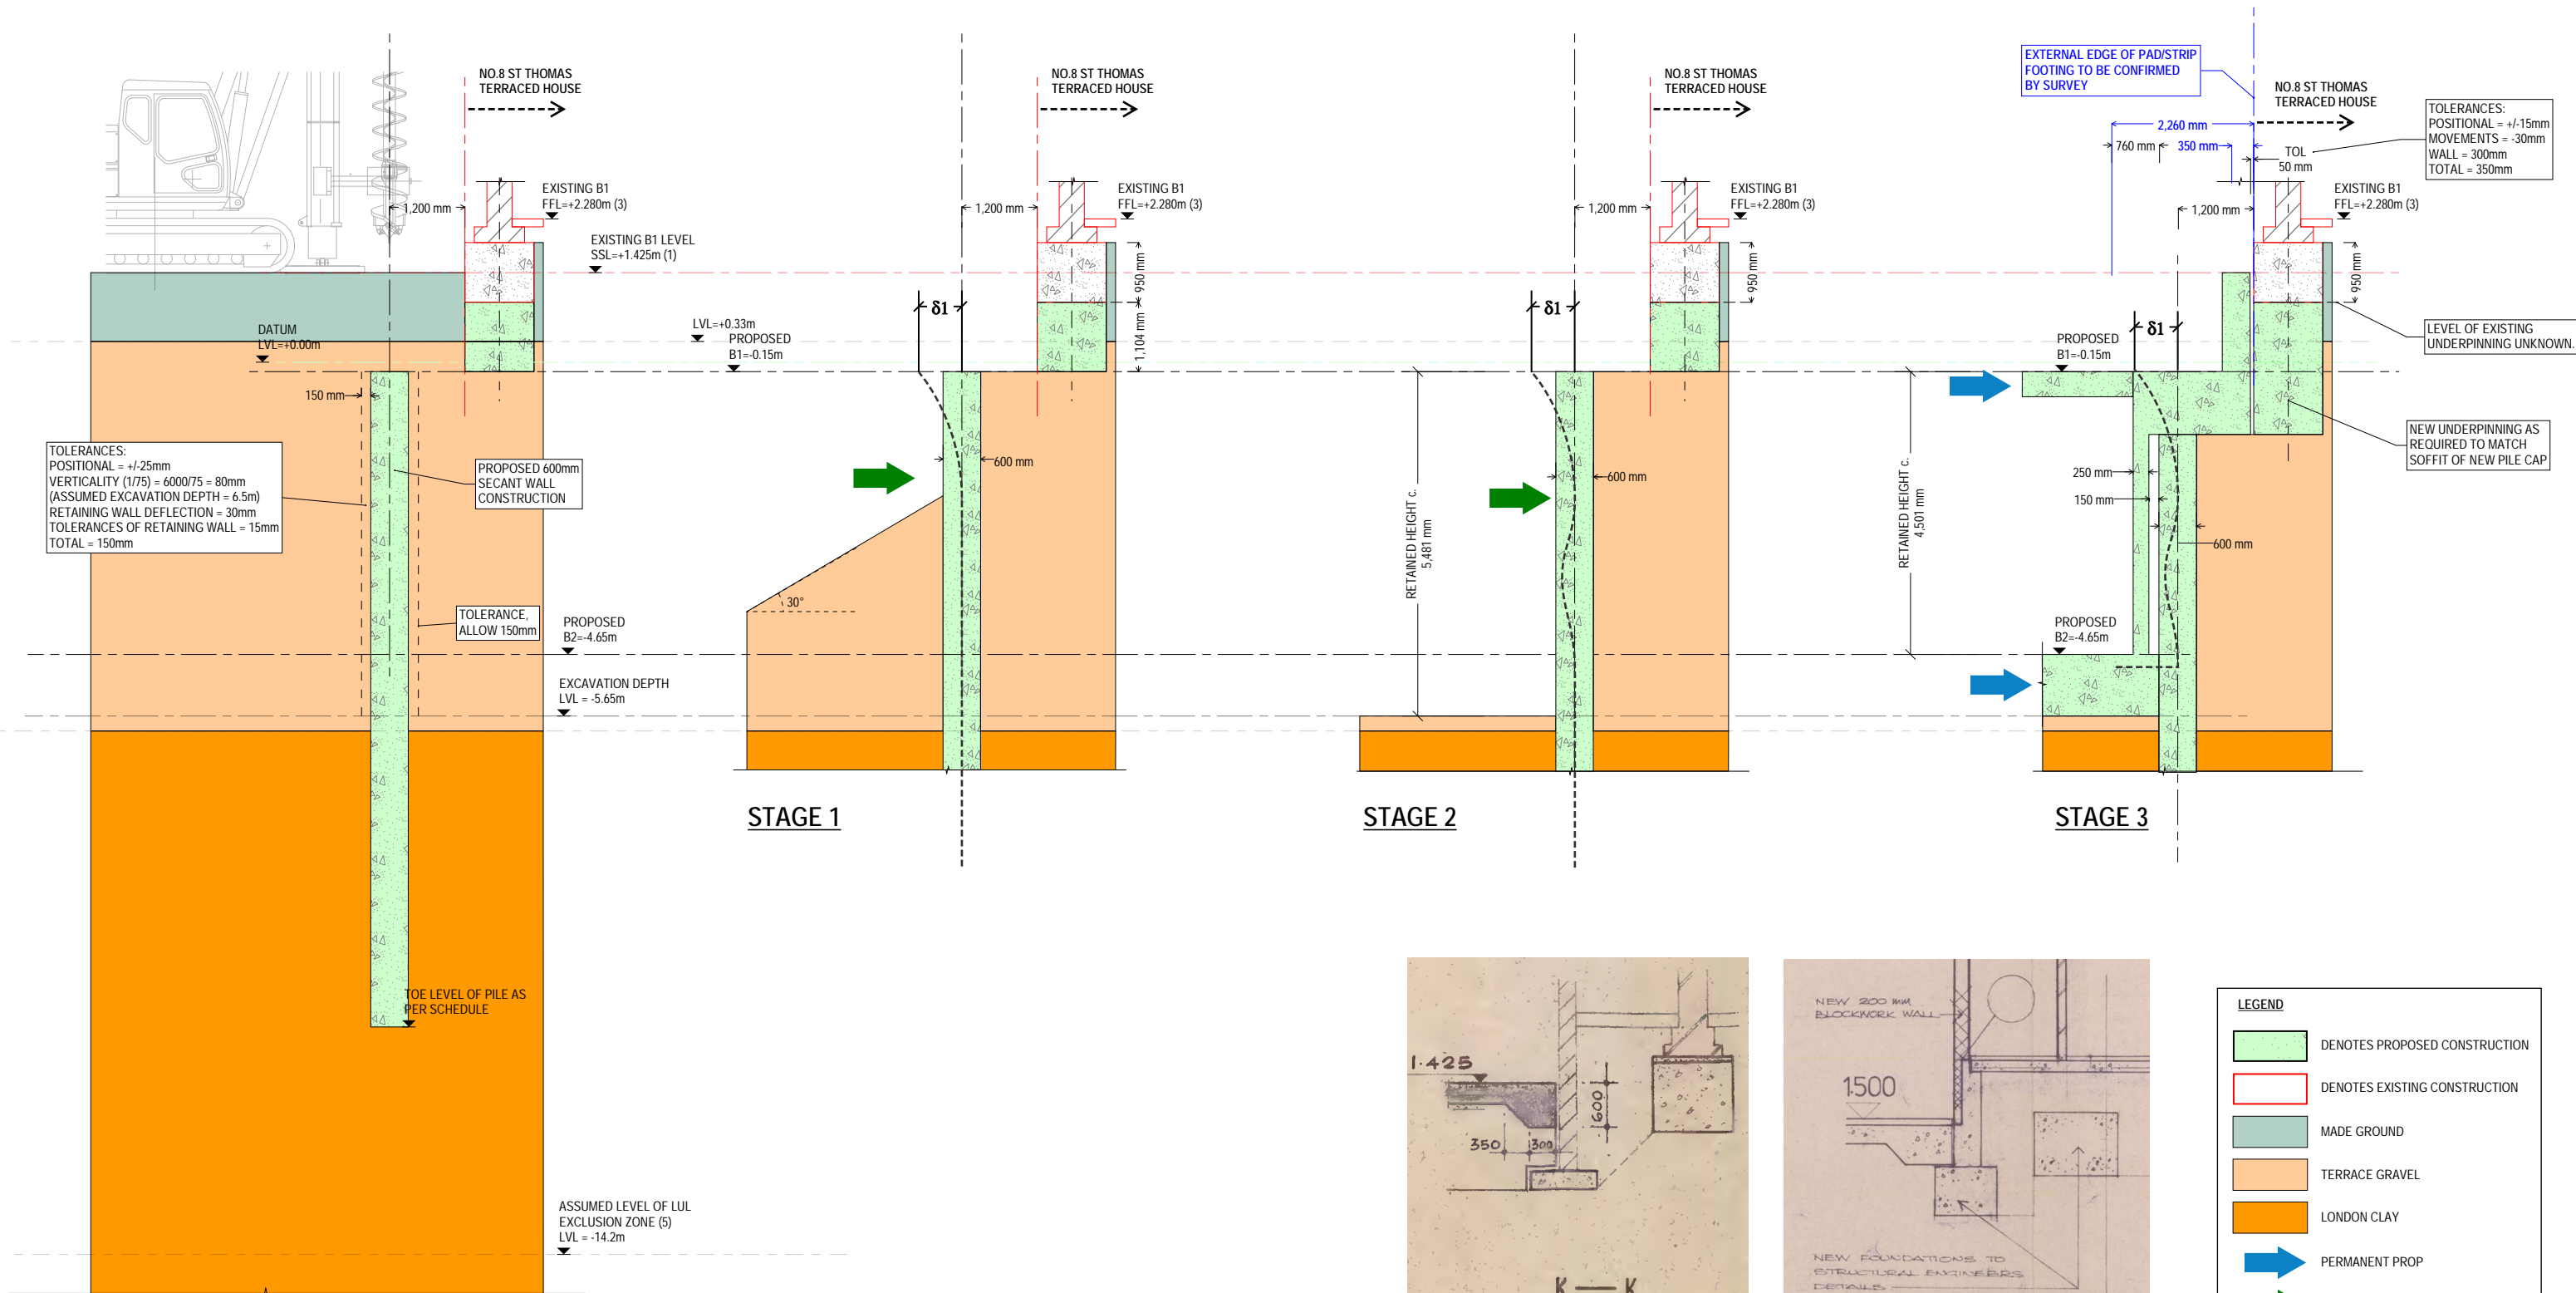 NO.8 ST THOMAS
TERRACED HOUSE
1,200 mm
EXISTING B1
FFL=+2.280m (3)
EXISTING B1 LEVEL
SSL=+1.425m (1)
DATUM
LVL=+0.00m
150 mm
TOLERANCES:
POSITIONAL = +/-25mm
VERTICALITY (1/75) = 6000/75 = 80mm
(ASSUMED EXCAVATION DEPTH = 6.5m)
RETAINING WALL DEFLECTION = 30mm
TOLERANCES OF RETAINING WALL = 15mm
TOTAL = 150mm
PROPOSED 600mm
SECANT WALL
CONSTRUCTION
TOLERANCE,
ALLOW 150mm
PROPOSED
B2=-4.65m
EXCAVATION DEPTH
LVL = -5.65m
TOE LEVEL OF PILE AS
PER SCHEDULE
ASSUMED LEVEL OF LUL
EXCLUSION ZONE (5)
LVL = -14.2m
NO.8 ST THOMAS
TERRACED HOUSE
1,200 mm
EXISTING B1
FFL=+2.280m (3)
950 mm
1,104 mm
δ1
LVL=+0.33m
PROPOSED
B1=-0.15m
600 mm
30°
STAGE 1
NO.8 ST THOMAS
TERRACED HOUSE
1,200 mm
EXISTING B1
FFL=+2.280m (3)
950 mm
δ1
600 mm
RETAINED HEIGHT c.
5,481 mm
STAGE 2
EXTERNAL EDGE OF PAD/STRIP
FOOTING TO BE CONFIRMED
BY SURVEY
NO.8 ST THOMAS
TERRACED HOUSE
TOLERANCES:
POSITIONAL = +/-15mm
MOVEMENTS = -30mm
WALL = 300mm
TOTAL = 350mm
2,260 mm
760 mm
350 mm
TOL
50 mm
1,200 mm
EXISTING B1
FFL=+2.280m (3)
950 mm
δ1
LEVEL OF EXISTING
UNDERPINNING UNKNOWN.
PROPOSED
B1=-0.15m
NEW UNDERPINNING AS
REQUIRED TO MATCH
SOFFIT OF NEW PILE CAP
250 mm
150 mm
600 mm
RETAINED HEIGHT c.
4,501 mm
PROPOSED
B2=-4.65m
STAGE 3
1.425
600
350
300
K — K
NEW 200 MM
BLOCKWORK WALL
1500
NEW FOUNDATIONS TO
STRUCTURAL ENGINEERS
DETAILS
LEGEND
DENOTES PROPOSED CONSTRUCTION
DENOTES EXISTING CONSTRUCTION
MADE GROUND
TERRACE GRAVEL
LONDON CLAY
PERMANENT PROP